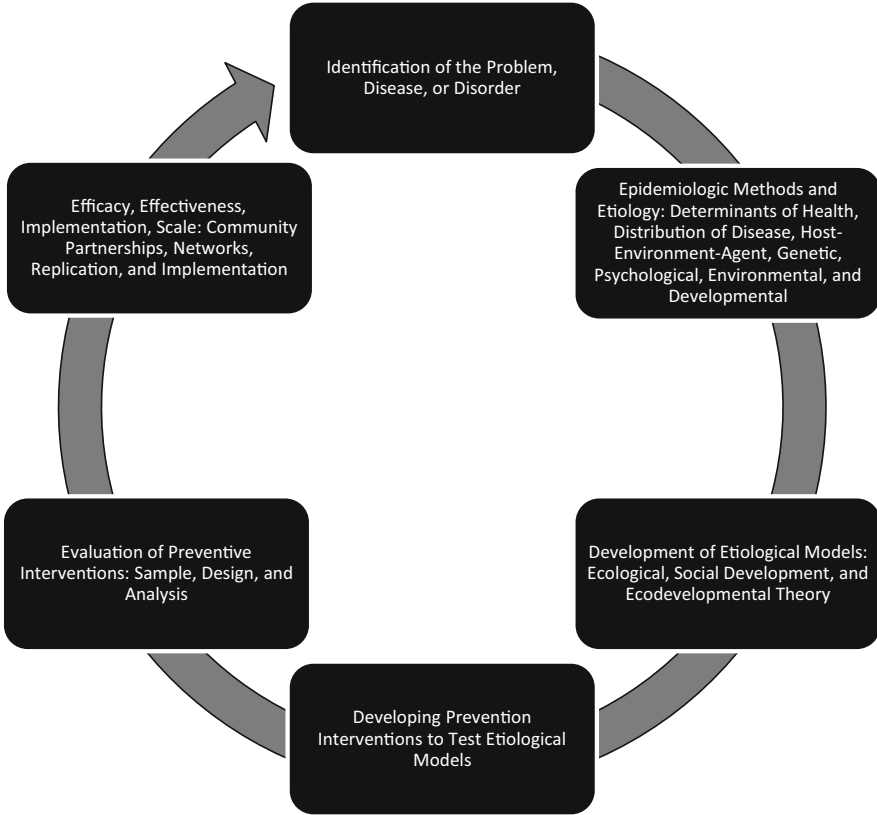 Identification of the Problem,
Disease, or Disorder
Epidemiologic Methods and
Etiology: Determinants of Health,
Distribution of Disease, Host-
Environment-Agent, Genetic,
Psychological, Environmental, and
Developmental
Development of Etiological Models:
Ecological, Social Development, and
Ecodevelopmental Theory
Developing Prevention
Interventions to Test Etiological
Models
Evaluation of Preventive
Interventions: Sample, Design, and
Analysis
Efficacy, Effectiveness,
Implementation, Scale: Community
Partnerships, Networks,
Replication, and Implementation